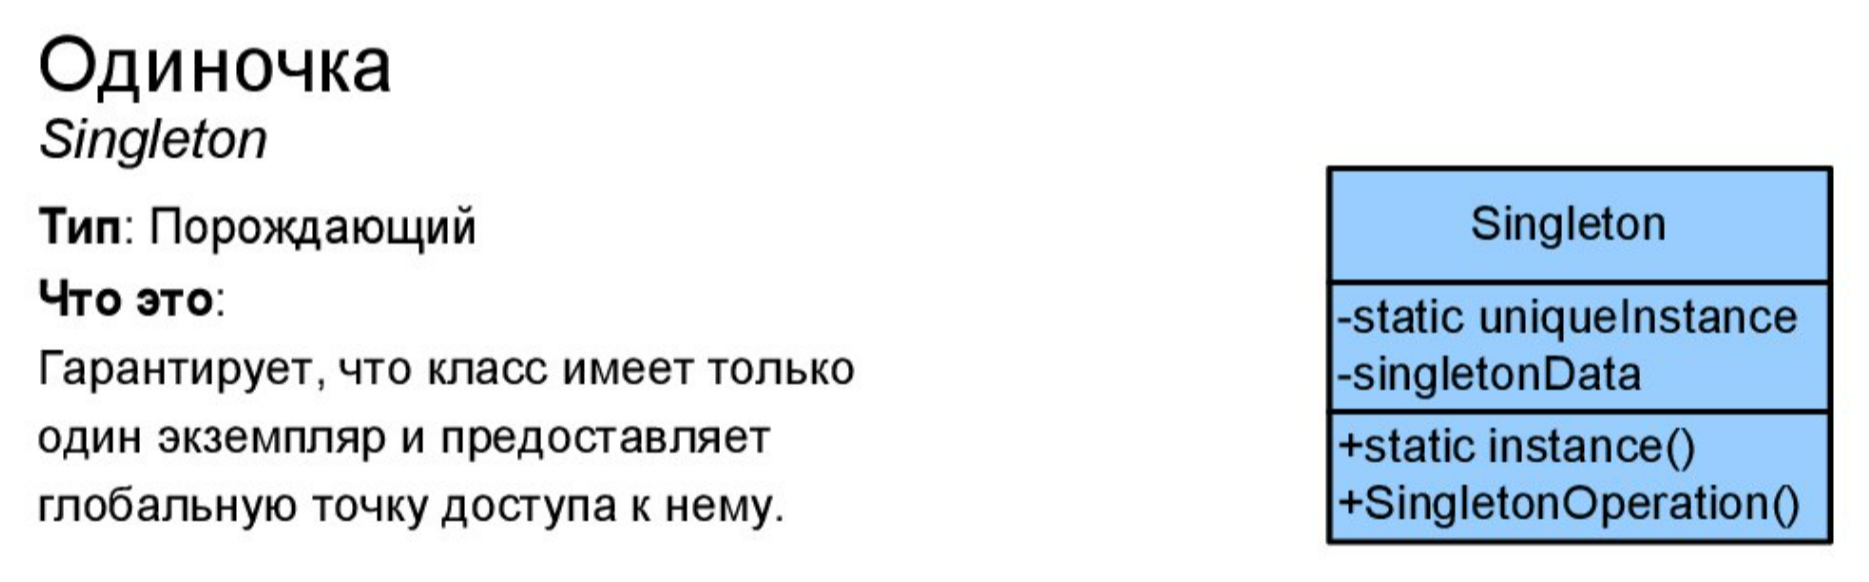 Одиночка
Singleton
Тип: Порождающий
Что это:
Гарантирует, что класс имеет только
один экземпляр и предоставляет
глобальную точку доступа к нему.
Singleton
-static uniqueInstance
-singletonData
+static instance()
+SingletonOperation()